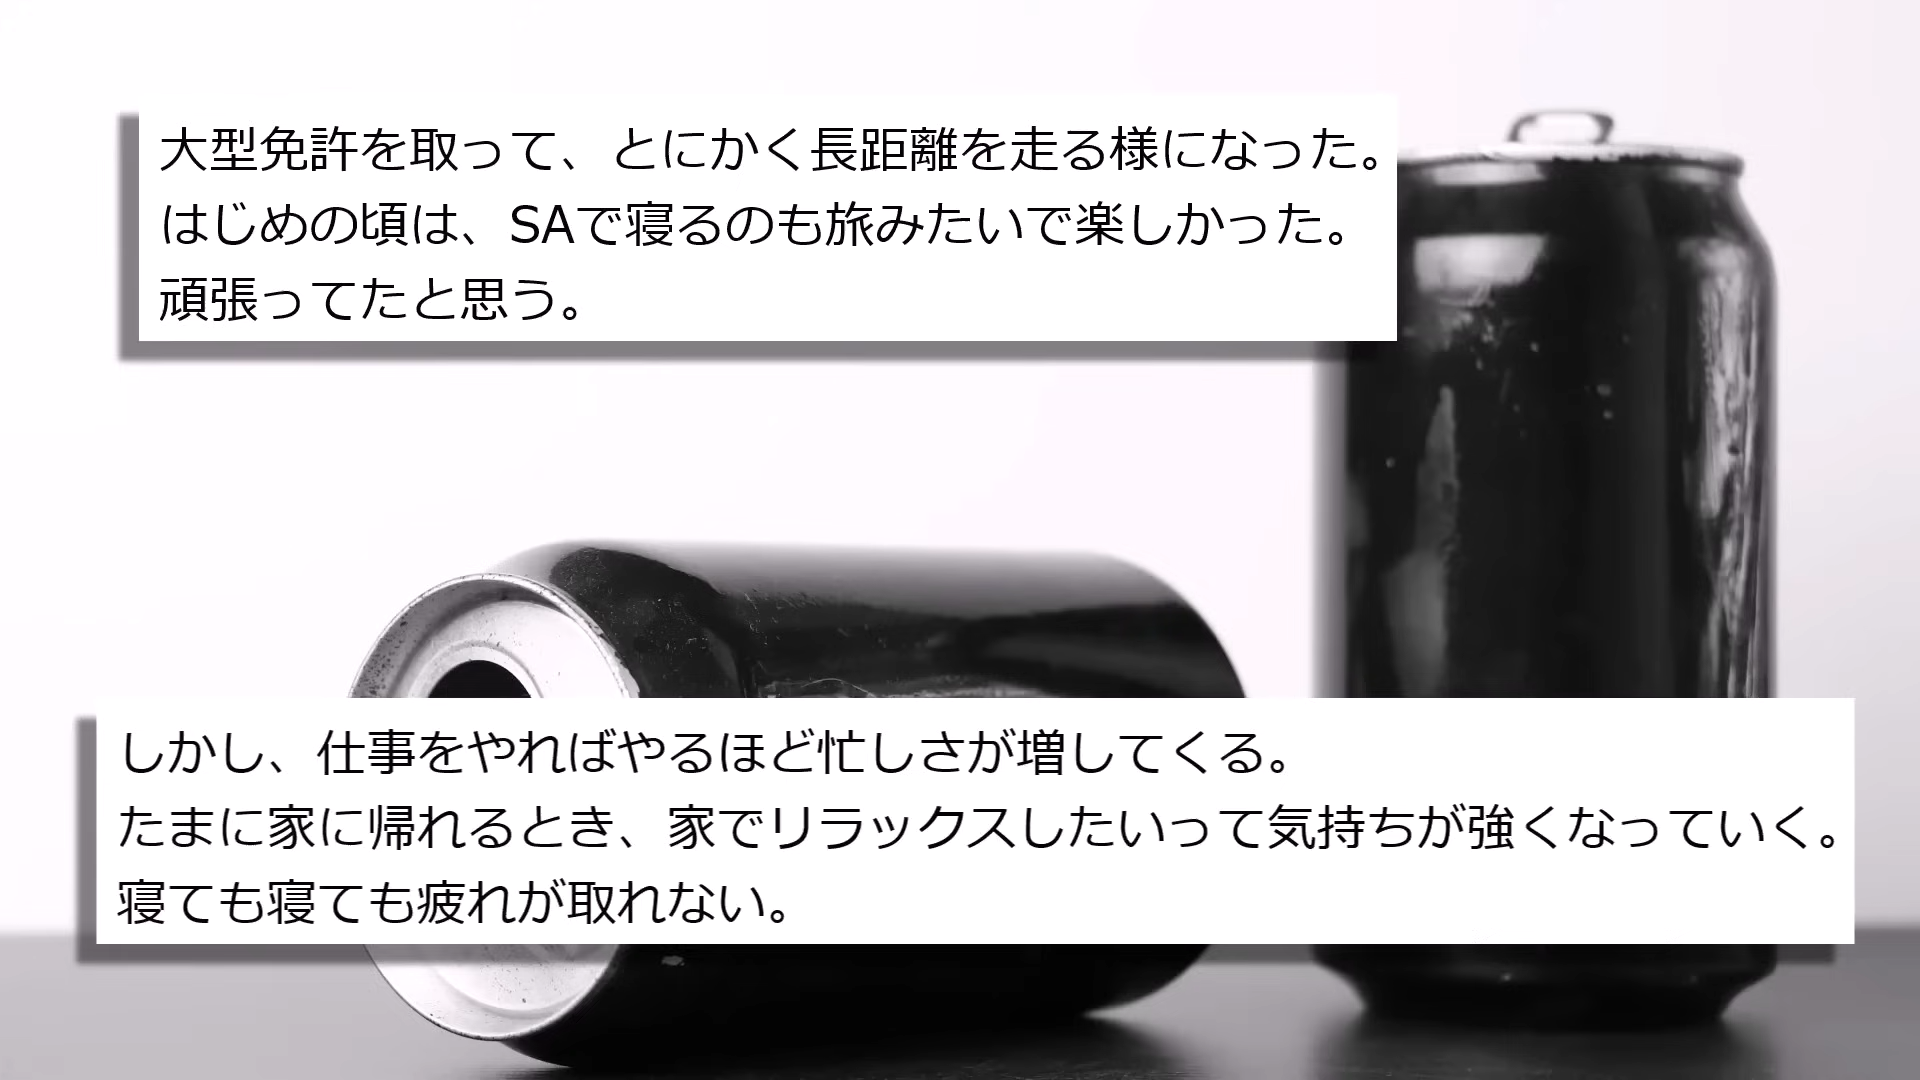 大型免許を取って、とにかく長距離を走る様になった。
はじめの頃は、SAで寝るのも旅みたいで楽しかった。
頑張ってたと思う。
しかし、仕事をやればやるほど忙しさが増してくる。
たまに家に帰れるとき、家でリラックスしたいって気持ちが強くなっていく。
寝ても寝ても疲れが取れない。